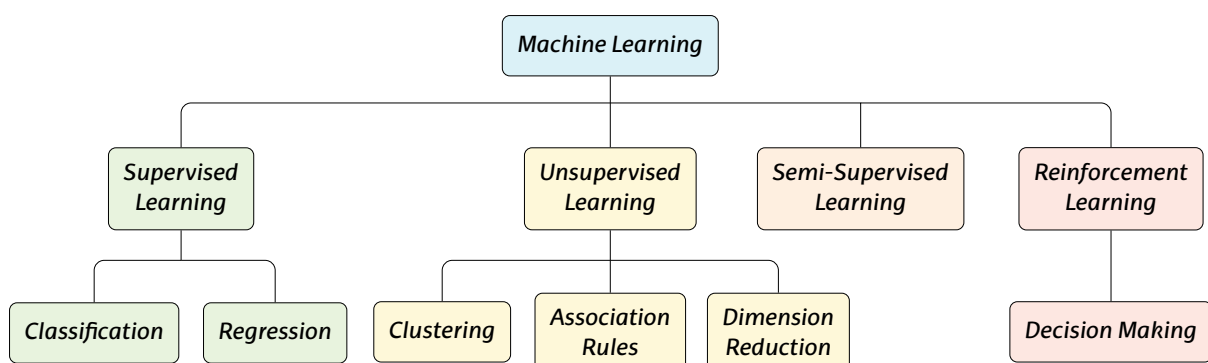 Machine Learning
Supervised
Learning
Unsupervised
Learning
Semi-Supervised
Learning
Reinforcement
Learning
Classification
Regression
Clustering
Association
Rules
Dimension
Reduction
Decision Making